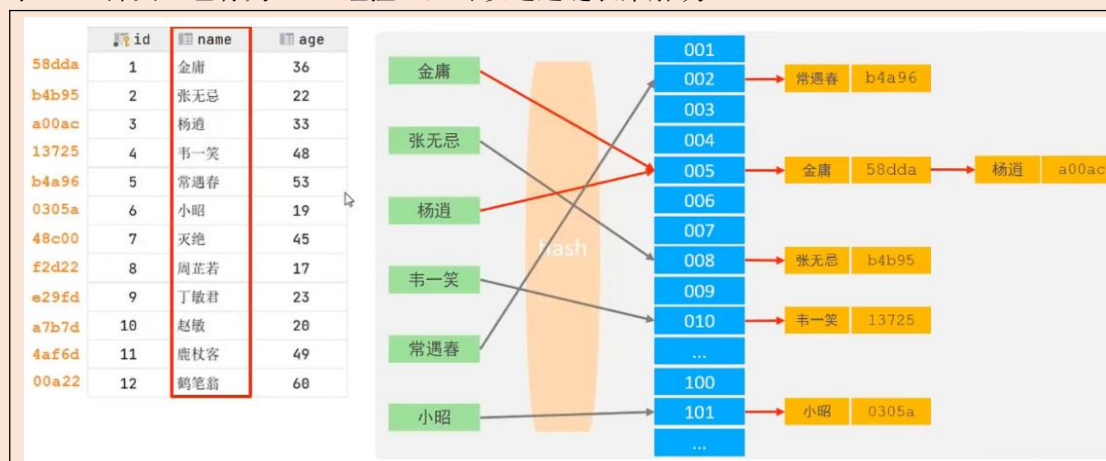 id name age
58dda 1 金庸 36
b4b95 2 张无忌 22
a00ac 3 杨逍 33
13725 4 韦一笑 48
b4a96 5 常遇春 53
0305a 6 小昭 19
48c00 7 灭绝 45
f2d22 8 周芷若 17
e29fd 9 丁敏君 23
a7b7d 10 赵敏 20
4af6d 11 鹿杖客 49
00a22 12 鹤笔翁 60
金庸
张无忌
杨逍
韦一笑
常遇春
小昭
hash
001
002
003
004
005
006
007
008
009
010
...
100
101
...
常遇春 b4a96
金庸 58dda 杨逍 a00ac
张无忌 b4b95
韦一笑 13725
小昭 0305a